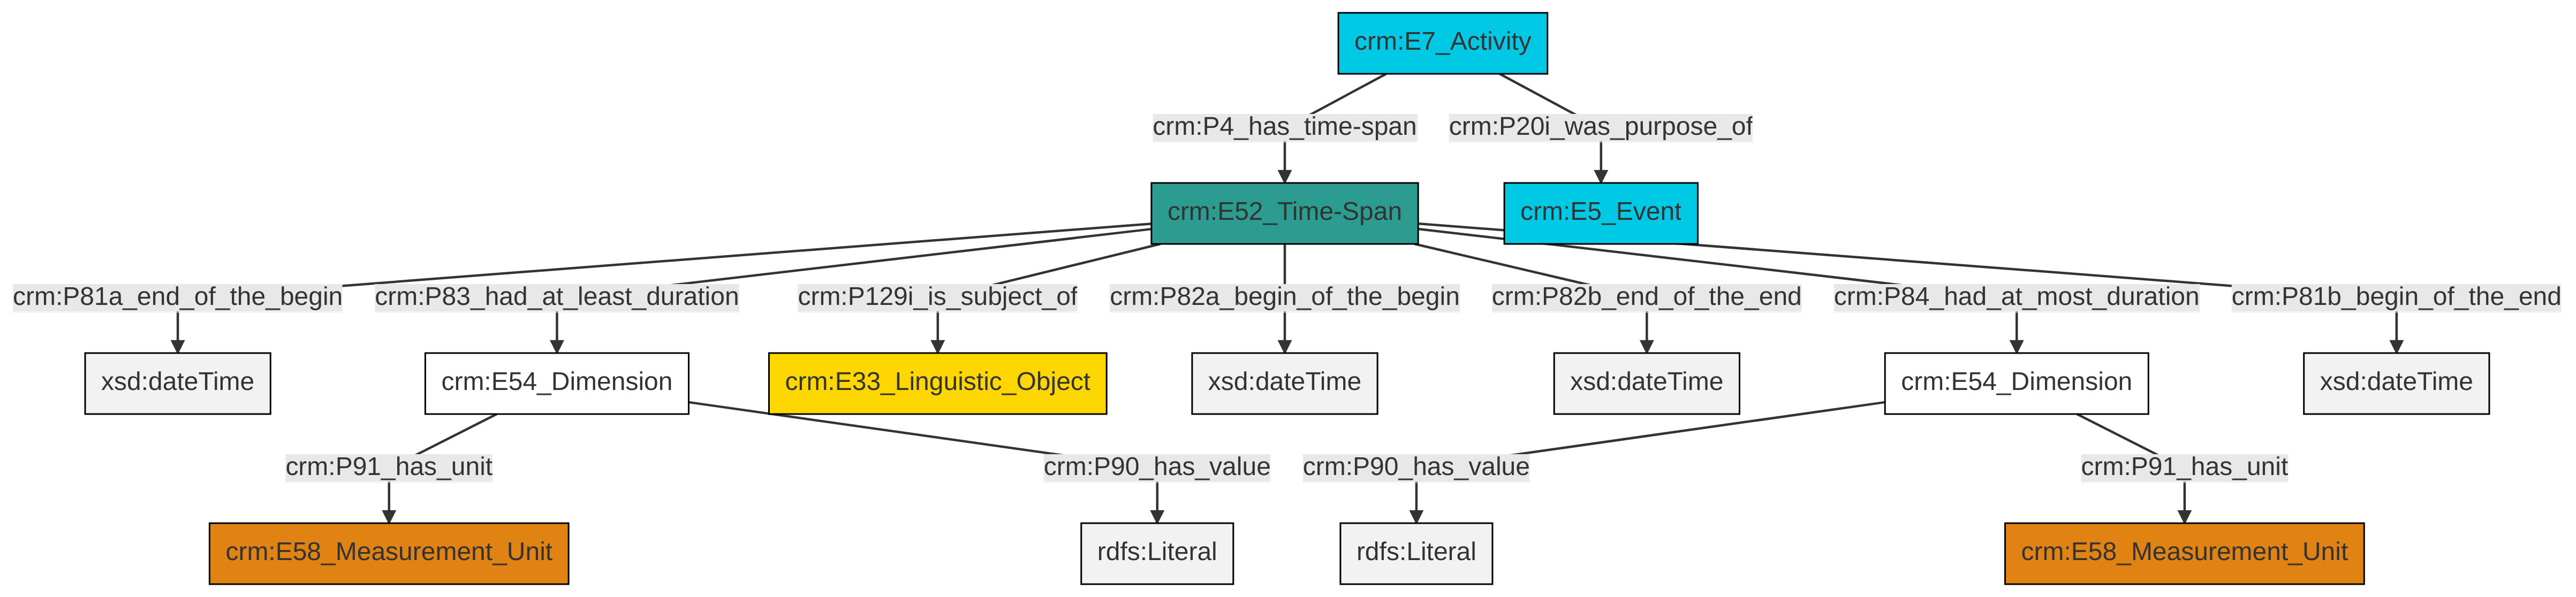 crm:E7_Activity
crm:P4_has_time-span
crm:P20i_was_purpose_of
crm:E52_Time-Span
crm:E5_Event
crm:P81a_end_of_the_begin
crm:P83_had_at_least_duration
crm:P129i_is_subject_of
crm:P82a_begin_of_the_begin
crm:P82b_end_of_the_end
crm:P84_had_at_most_duration
crm:P81b_begin_of_the_end
xsd:dateTime
crm:E54_Dimension
crm:E33_Linguistic_Object
xsd:dateTime
xsd:dateTime
crm:E54_Dimension
xsd:dateTime
crm:P91_has_unit
crm:P90_has_value
crm:P90_has_value
crm:P91_has_unit
crm:E58_Measurement_Unit
rdfs:Literal
rdfs:Literal
crm:E58_Measurement_Unit